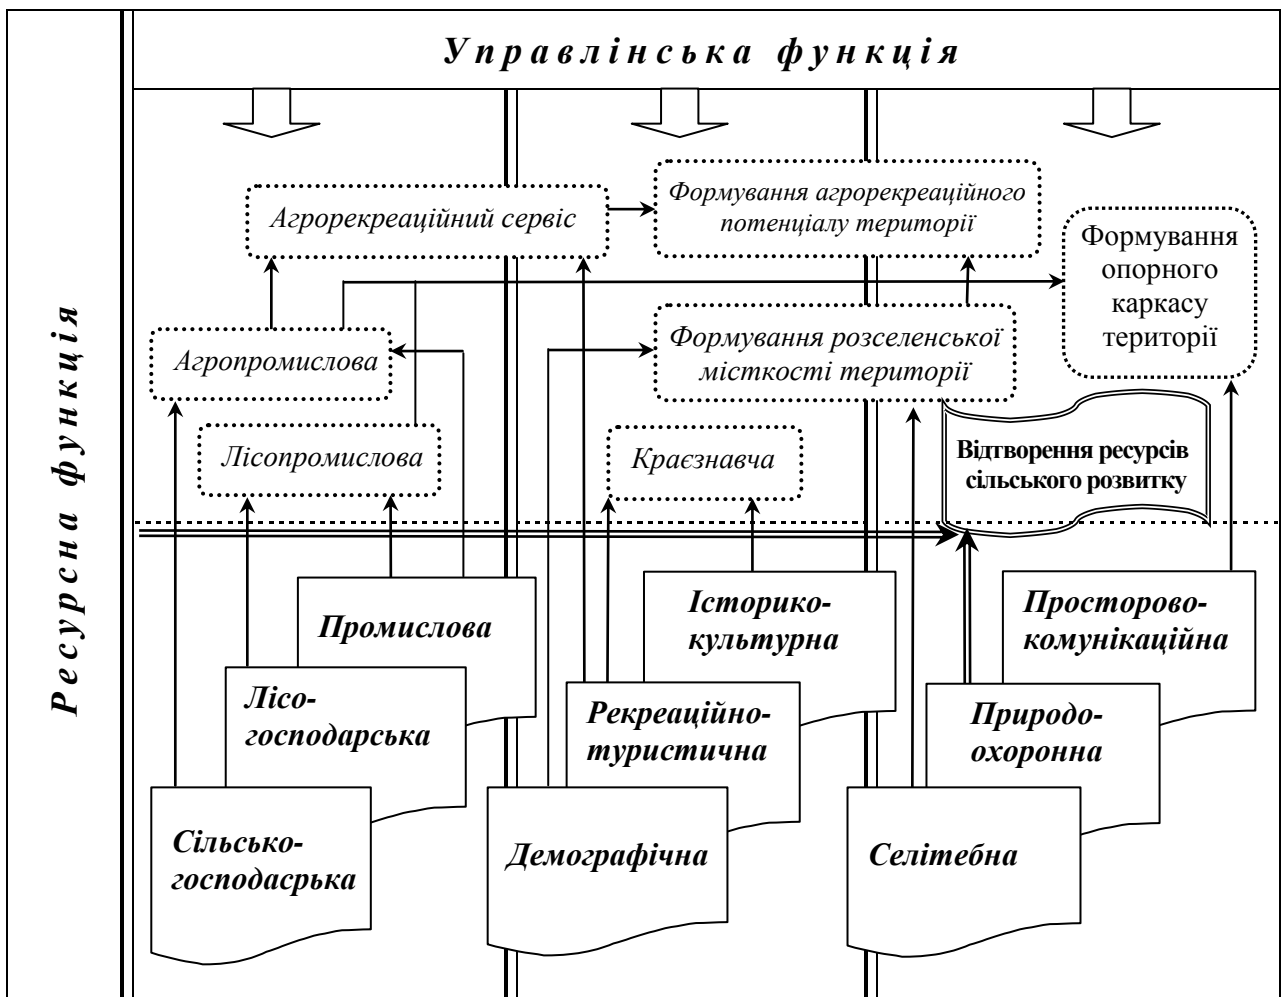 Управлінська функція
Ресурсна функція
Агрорекреаційний сервіс
Формування агрорекреаційного
потенціалу території
Формування
опорного
каркасу
території
Агропромислова
Формування розселенської
місткості території
Лісопромислова
Краєзнавча
Відтворення ресурсів
сільського розвитку
Промислова
Історико-
культурна
Просторово-
комунікаційна
Лісо-
господарська
Рекреаційно-
туристична
Природо-
охоронна
Сільсько-
господасрька
Демографічна
Селітебна